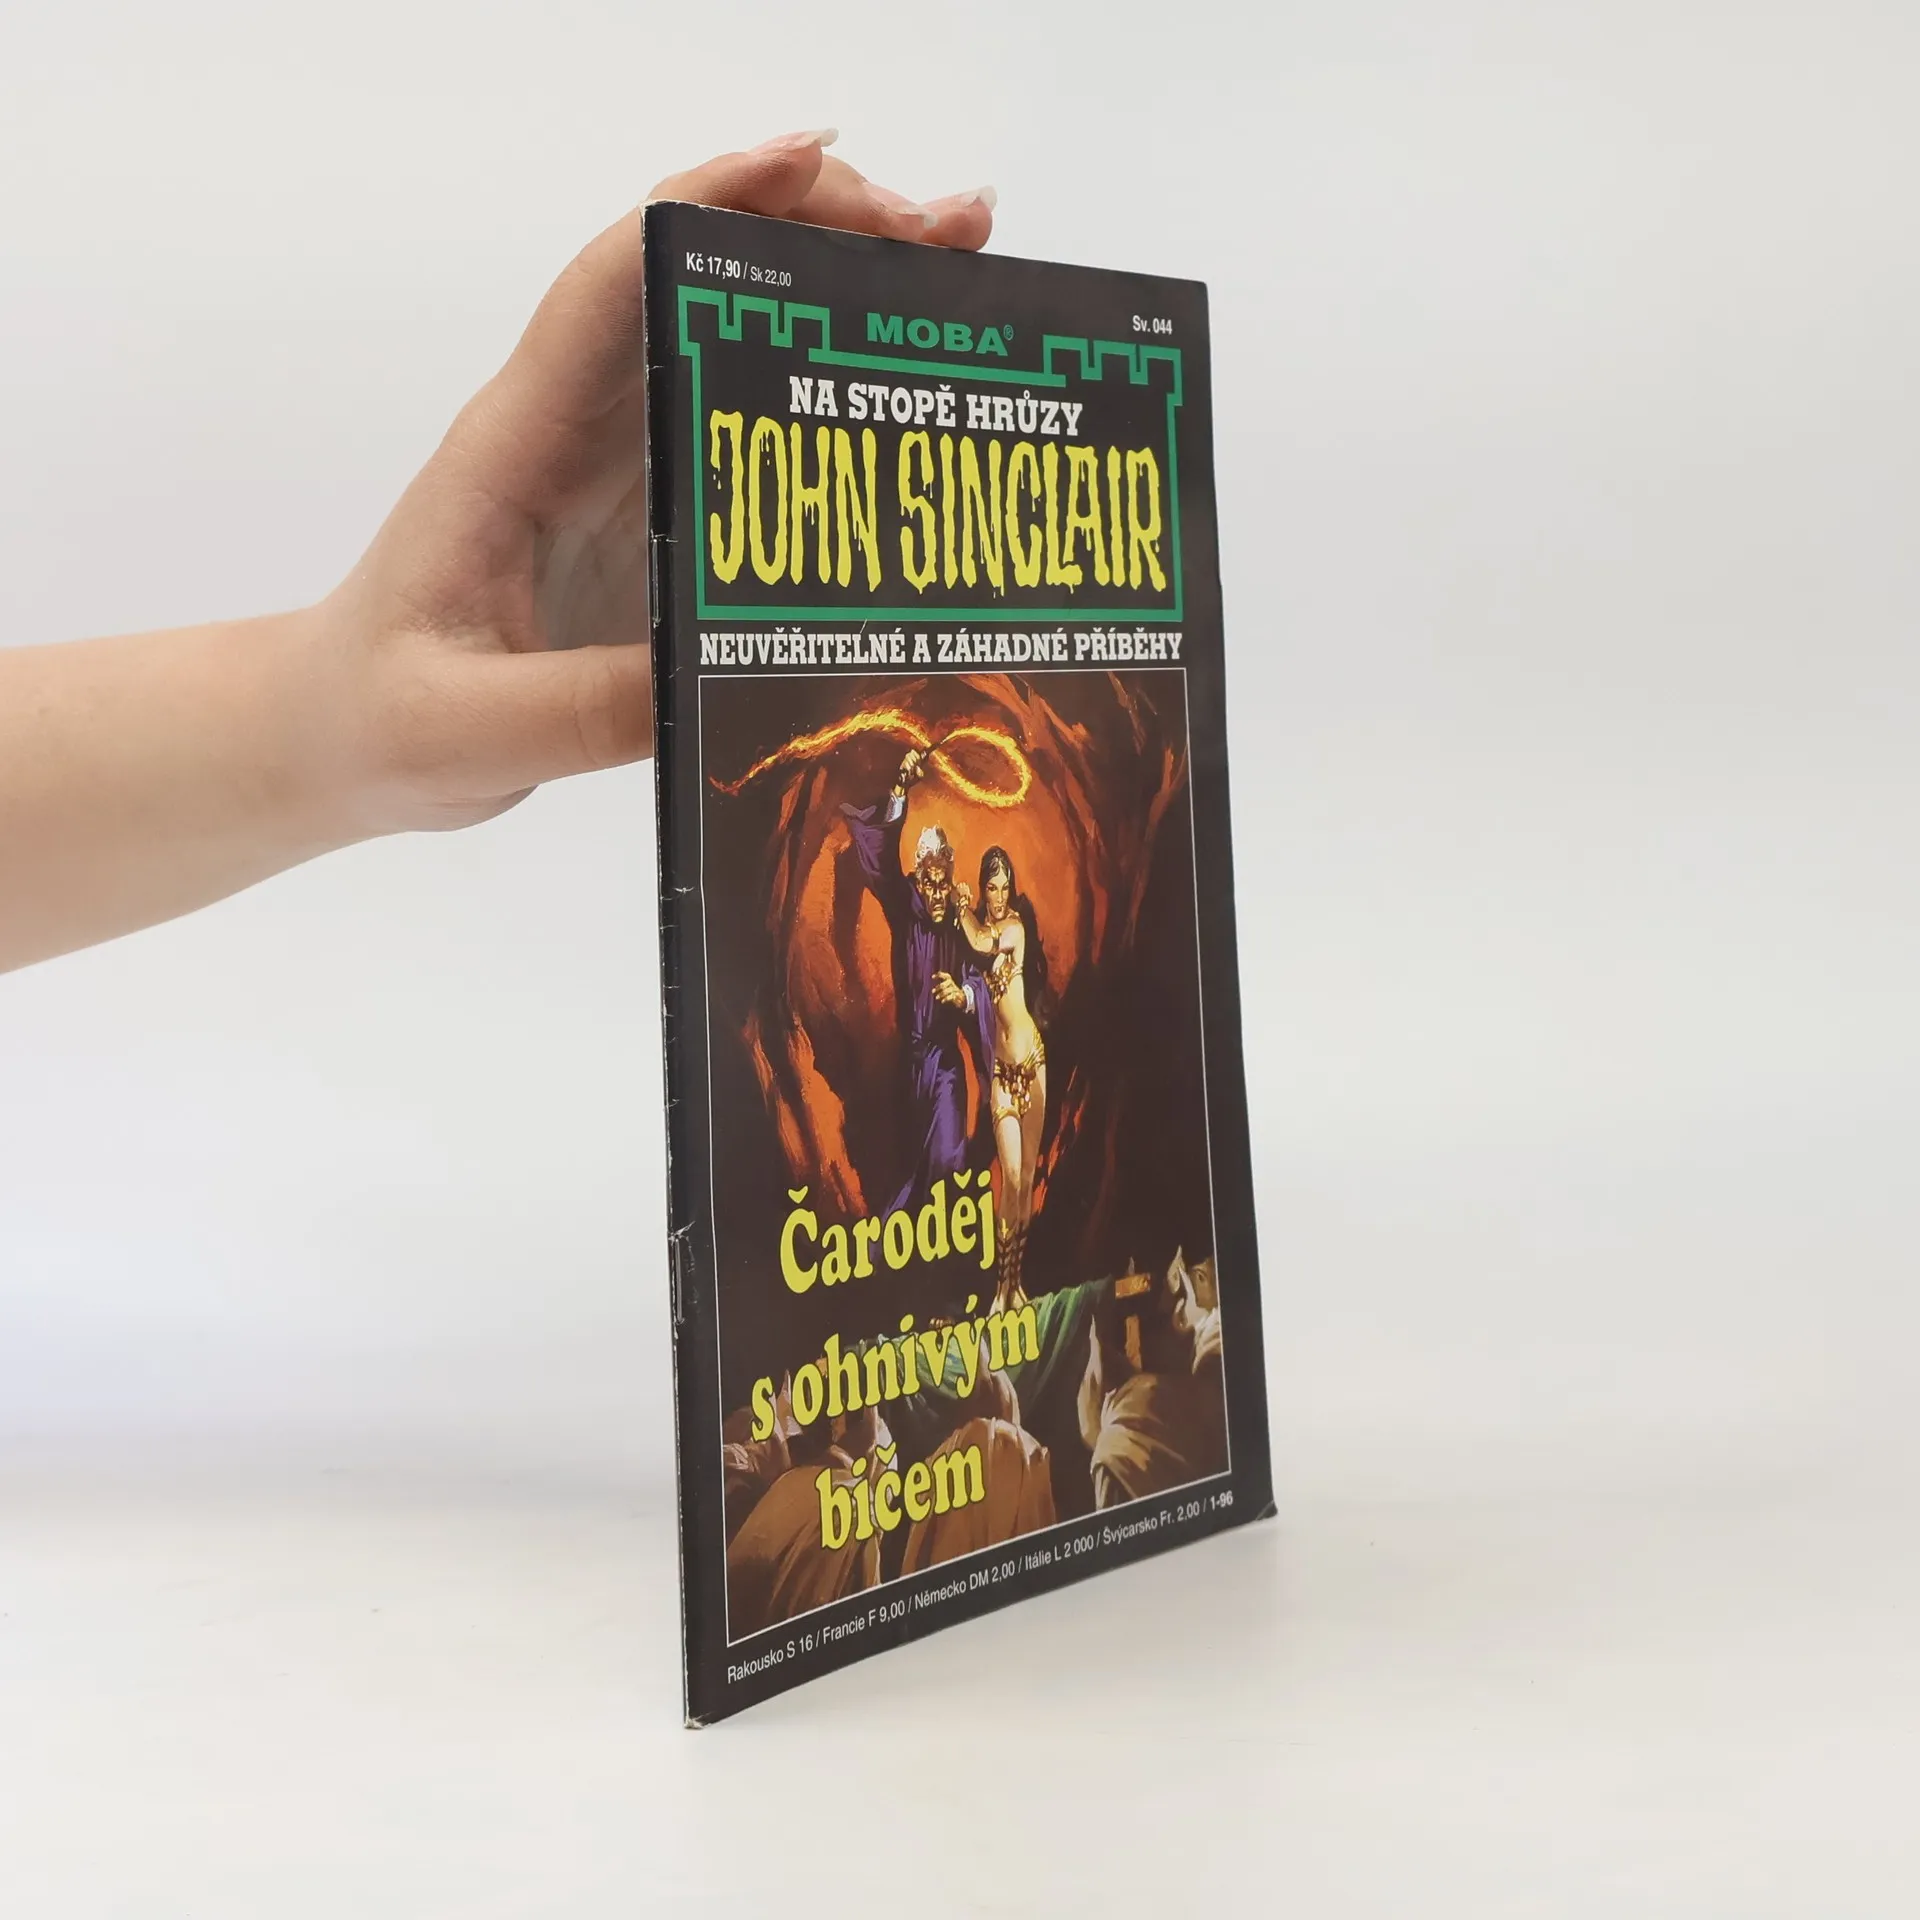 Kč 17,90 / Sk 22,00
Sv. 044
MOBA®
NA STOPĚ HRŮZY
JOHN SINCLAIR
NEUVĚŘITELNÉ A ZÁHADNÉ PŘÍBĚHY
Čaroděj
s ohnivým
bičem
Rakousko S 16 / Francie F 9,00 / Německo DM 2,00 / Itálie L 2 000 / Švýcarsko Fr. 2,00 / 1-96